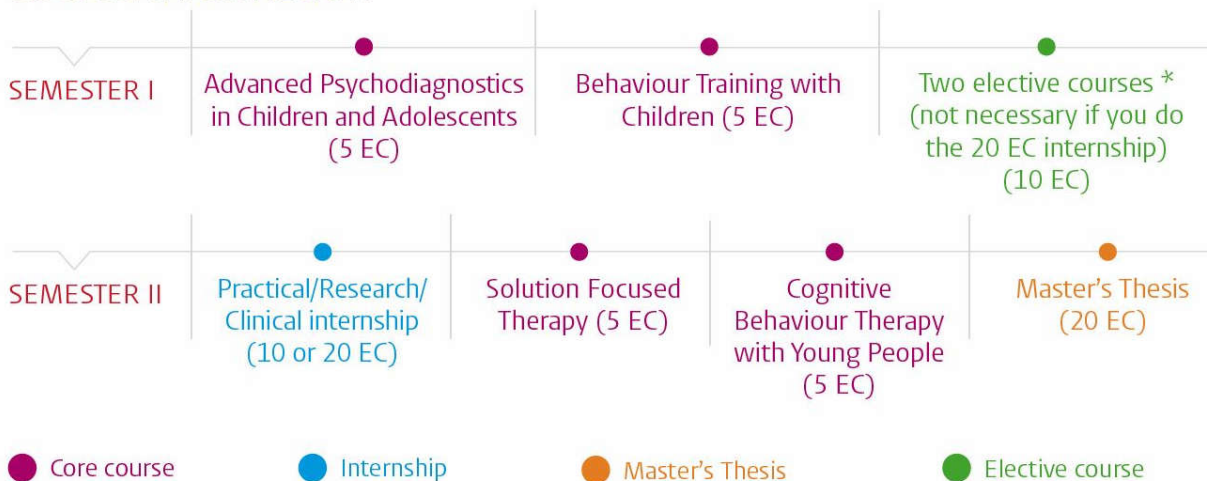 SEMESTER I
Advanced Psychodiagnostics
in Children and Adolescents
(5 EC)
Behaviour Training with
Children (5 EC)
Two elective courses *
(not necessary if you do
the 20 EC internship)
(10 EC)
SEMESTER II
Practical/Research/
Clinical internship
(10 or 20 EC)
Solution Focused
Therapy (5 EC)
Cognitive
Behaviour Therapy
with Young People
(5 EC)
Master's Thesis
(20 EC)
Core course
Internship
Master's Thesis
Elective course